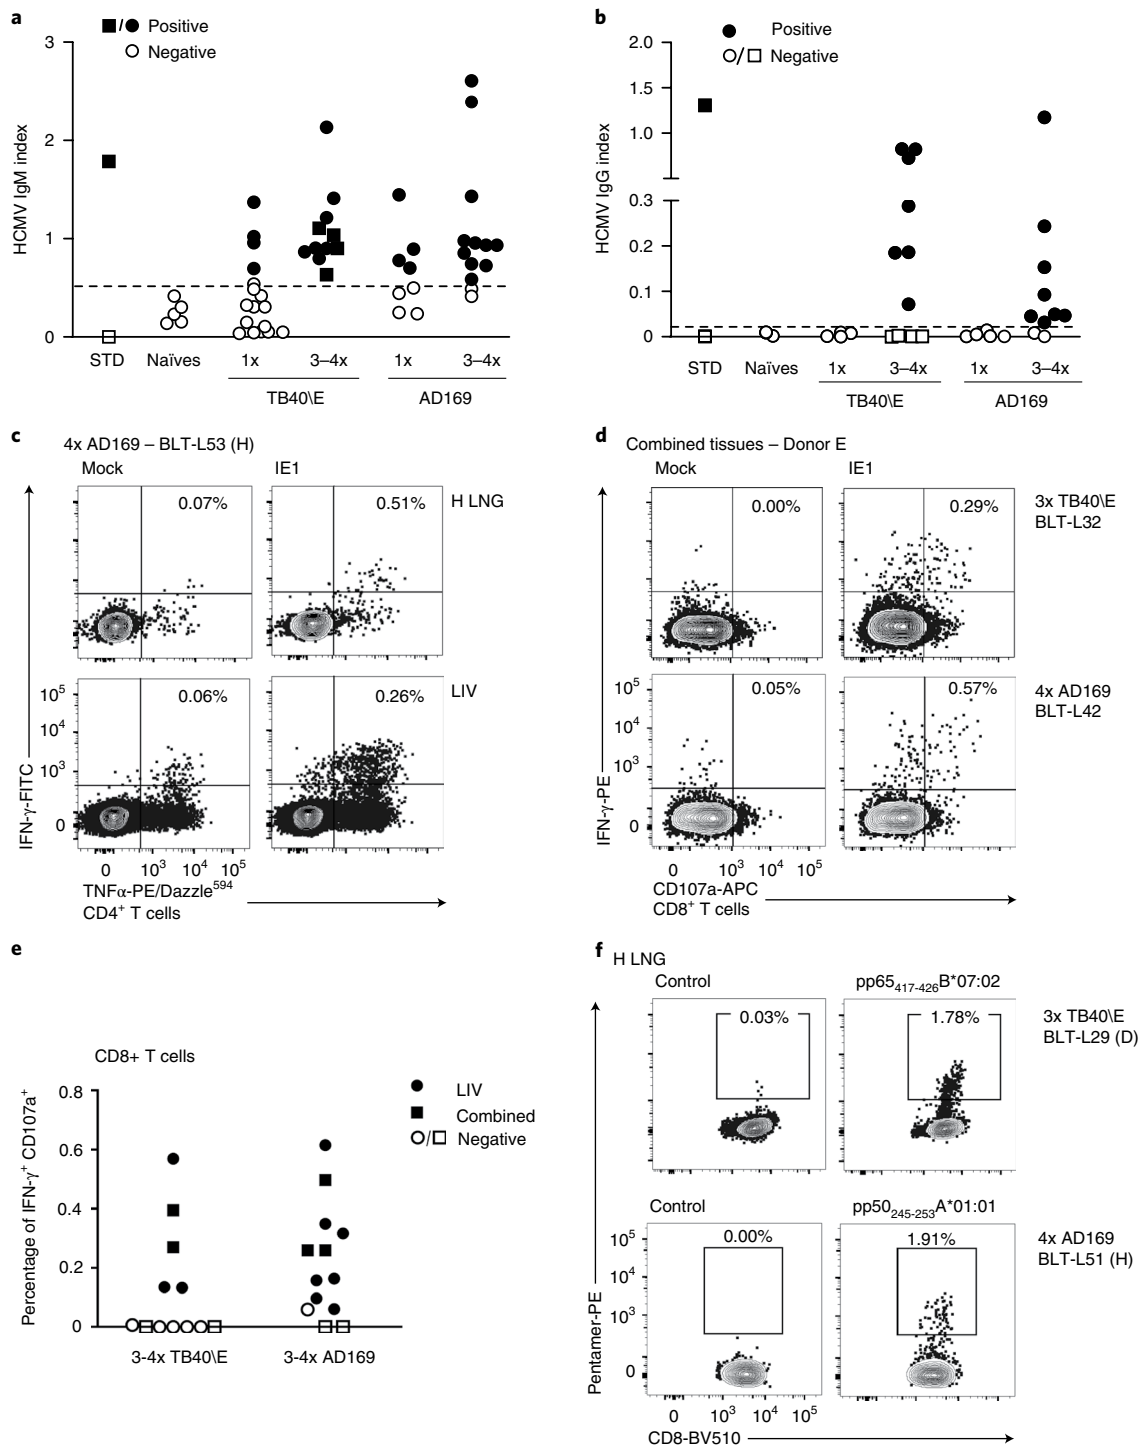 a
■/● Positive
○ Negative
HCMV IgM index
3
2
1
0
STD
Naïves
1x
3–4x
1x
3–4x
TB40\E
AD169
b
● Positive
○/□ Negative
HCMV IgG index
2.0
1.5
1.0
0.3
0.2
0.1
0
STD
Naïves
1x
3–4x
1x
3–4x
TB40\E
AD169
c
4x AD169 – BLT-L53 (H)
Mock
IE1
0.07%
0.51%
H LNG
0.06%
0.26%
LIV
IFN-γ-FITC
10⁵
10⁴
10³
0
0
10³
10⁴
10⁵
TNFα-PE/Dazzle⁵⁹⁴
CD4⁺ T cells
d
Combined tissues – Donor E
Mock
IE1
0.00%
0.29%
3x TB40\E
BLT-L32
0.05%
0.57%
4x AD169
BLT-L42
IFN-γ-PE
10⁵
10⁴
10³
0
0
10³
10⁴
10⁵
CD107a-APC
CD8⁺ T cells
e
CD8+ T cells
● LIV
■ Combined
○/□ Negative
Percentage of IFN-γ⁺ CD107a⁺
0.8
0.6
0.4
0.2
0
3-4x TB40\E
3-4x AD169
f
H LNG
Control
pp65₄₁₇₋₄₂₆B*07:02
0.03%
1.78%
3x TB40\E
BLT-L29 (D)
Control
pp50₂₄₅₋₂₅₃A*01:01
0.00%
1.91%
4x AD169
BLT-L51 (H)
Pentamer-PE
10⁵
10⁴
10³
0
0
10³
10⁴
10⁵
CD8-BV510